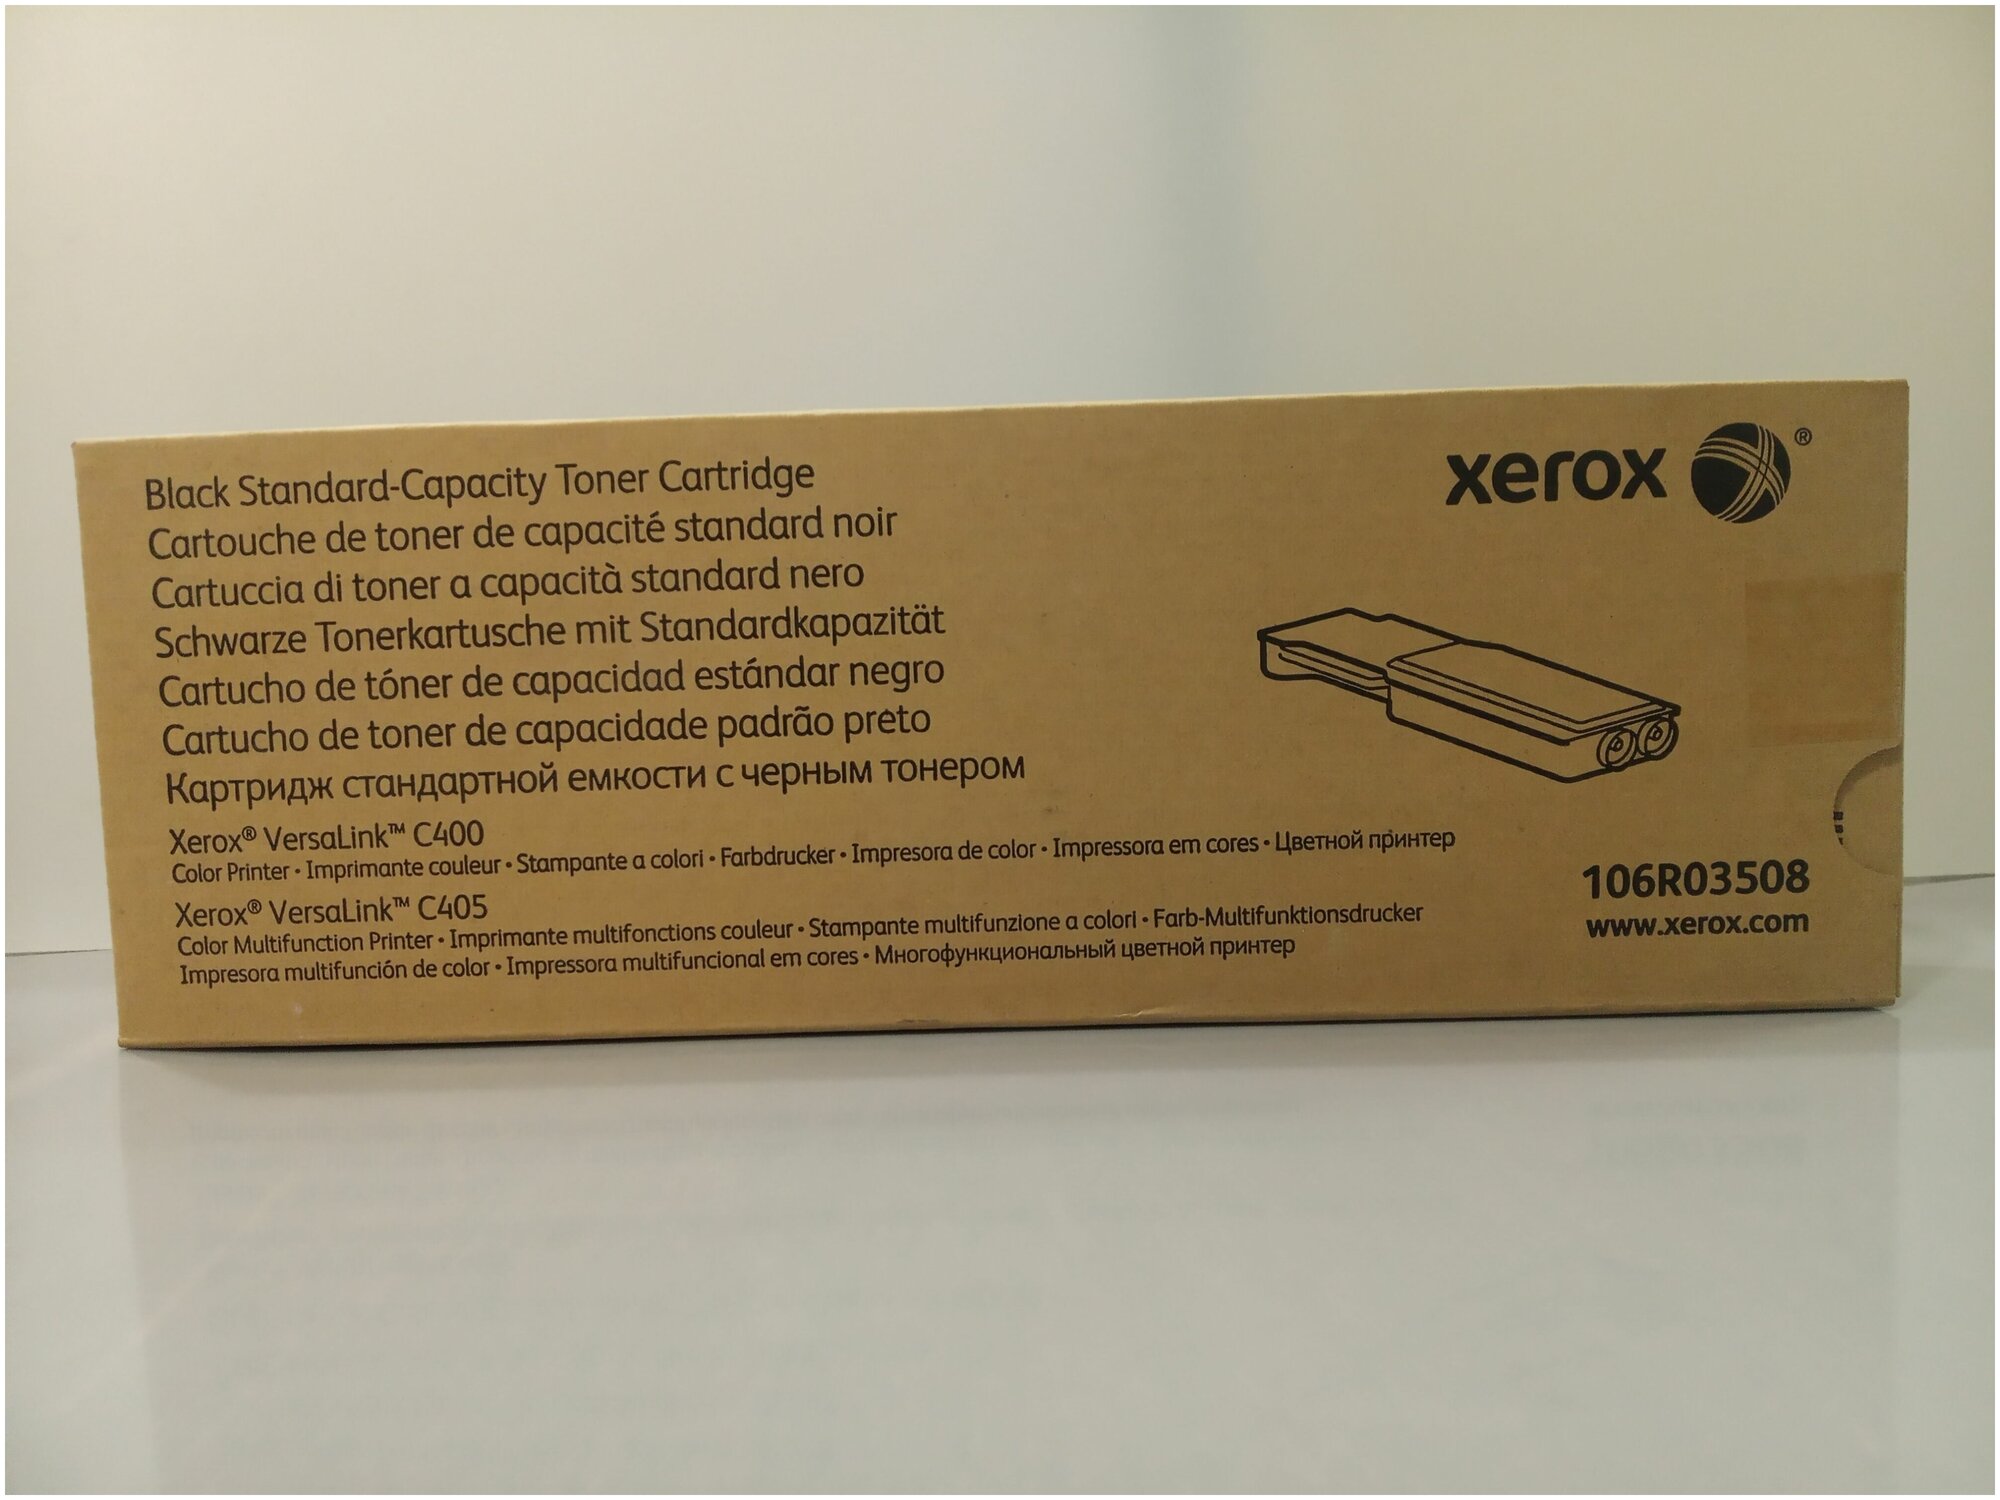 Black Standard-Capacity Toner Cartridge
Cartouche de toner de capacité standard noir
Cartuccia di toner a capacità standard nero
Schwarze Tonerkartusche mit Standardkapazität
Cartucho de tóner de capacidad estándar negro
Cartucho de toner de capacidade padrão preto
Картридж стандартной емкости с черным тонером
Xerox® VersaLink™ C400
Color Printer • Imprimante couleur • Stampante a colori • Farbdrucker • Impresora de color • Impressora em cores • Цветной принтер
Xerox® VersaLink™ C405
Color Multifunction Printer • Imprimante multifonctions couleur • Stampante multifunzione a colori • Farb-Multifunktionsdrucker
Impresora multifunción de color • Impressora multifuncional em cores • Многофункциональный цветной принтер
xerox ®
106R03508
www.xerox.com